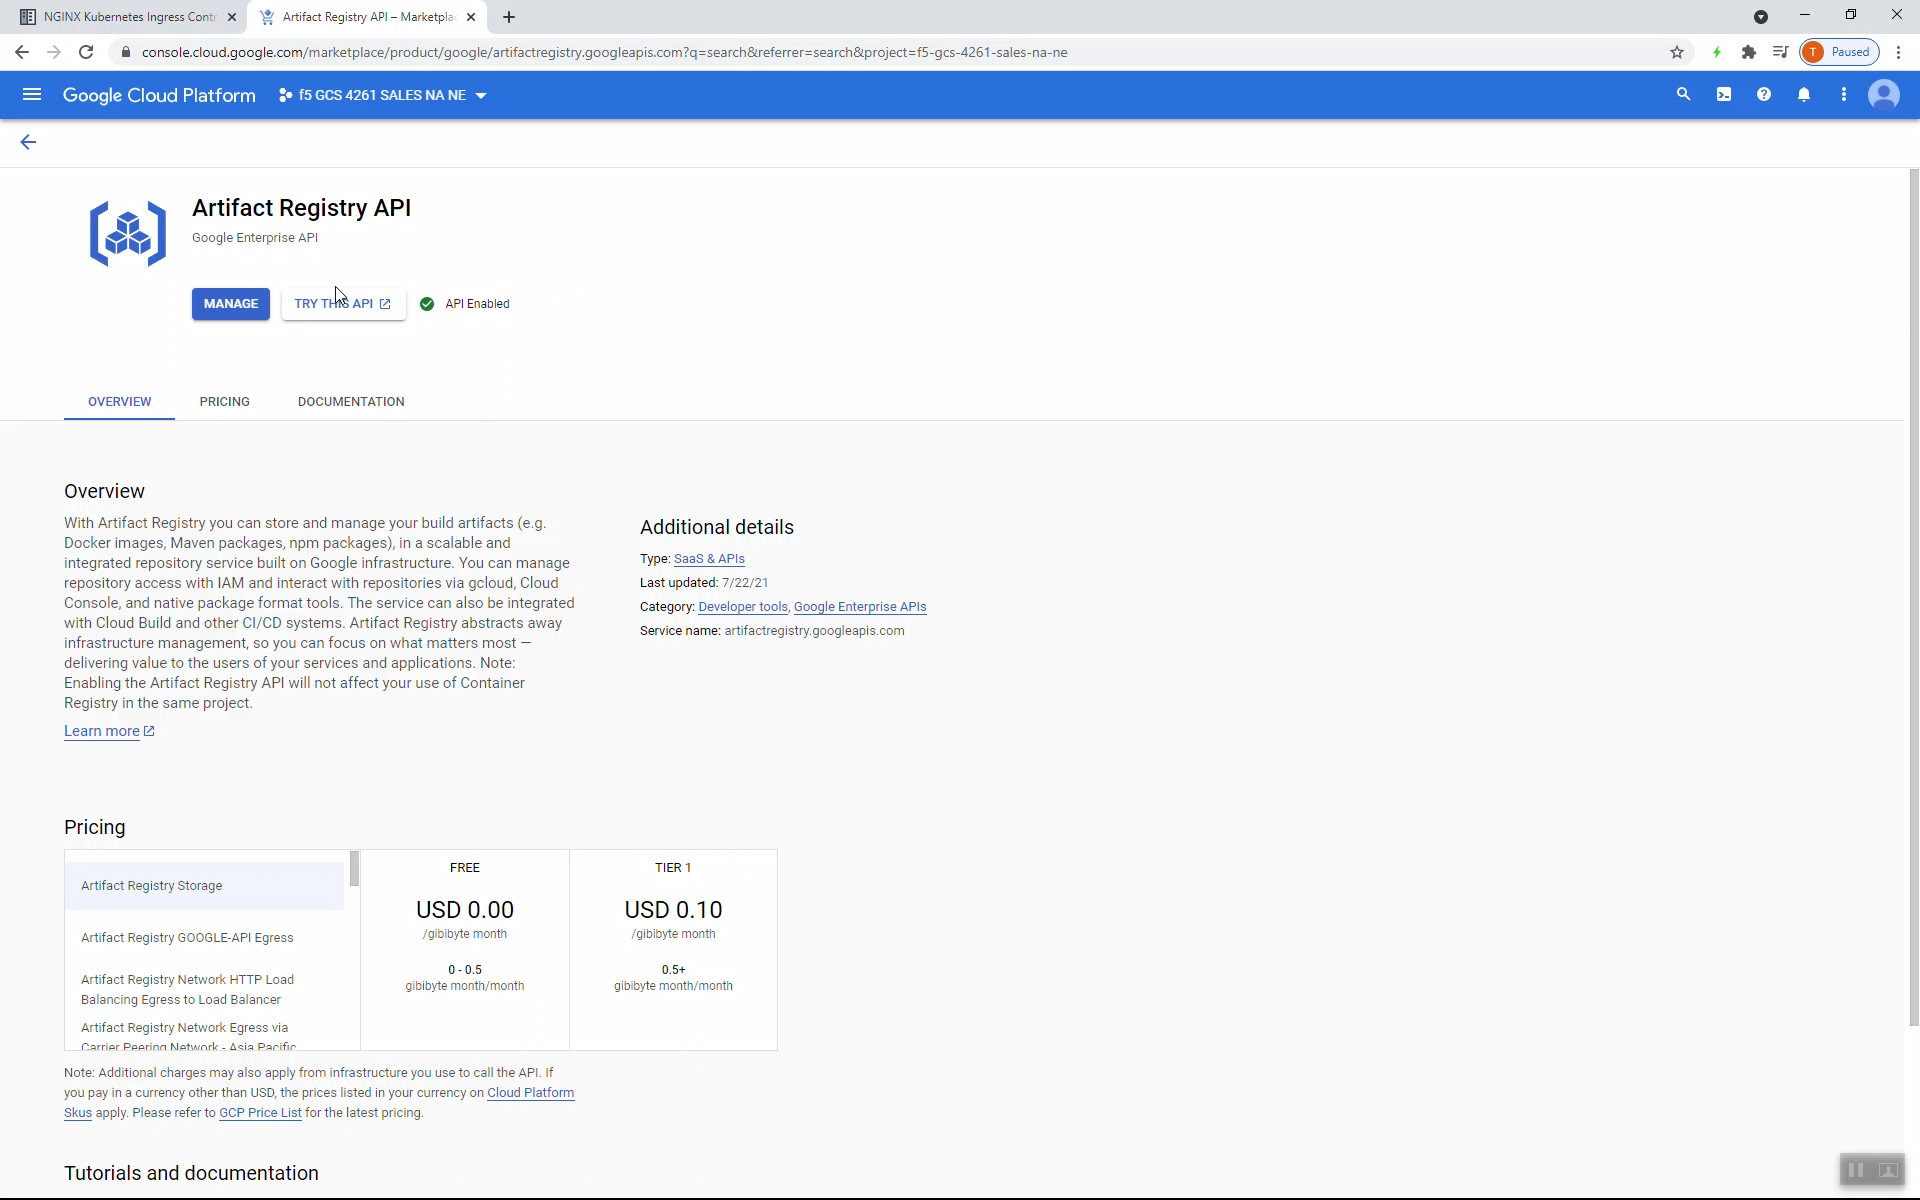 NGINX Kubernetes Ingress Contr
Artifact Registry API – Marketplac
console.cloud.google.com/marketplace/product/google/artifactregistry.googleapis.com?q=search&referrer=search&project=f5-gcs-4261-sales-na-ne
T Paused
Google Cloud Platform
f5 GCS 4261 SALES NA NE
Artifact Registry API
Google Enterprise API
MANAGE
TRY THIS API
API Enabled
OVERVIEW
PRICING
DOCUMENTATION
Overview
With Artifact Registry you can store and manage your build artifacts (e.g.
Docker images, Maven packages, npm packages), in a scalable and
integrated repository service built on Google infrastructure. You can manage
repository access with IAM and interact with repositories via gcloud, Cloud
Console, and native package format tools. The service can also be integrated
with Cloud Build and other CI/CD systems. Artifact Registry abstracts away
infrastructure management, so you can focus on what matters most —
delivering value to the users of your services and applications. Note:
Enabling the Artifact Registry API will not affect your use of Container
Registry in the same project.
Learn more
Additional details
Type: SaaS & APIs
Last updated: 7/22/21
Category: Developer tools, Google Enterprise APIs
Service name: artifactregistry.googleapis.com
Pricing
Artifact Registry Storage
Artifact Registry GOOGLE-API Egress
Artifact Registry Network HTTP Load
Balancing Egress to Load Balancer
Artifact Registry Network Egress via
Carrier Peering Network - Asia Pacific
FREE
USD 0.00
/gibibyte month
0 - 0.5
gibibyte month/month
TIER 1
USD 0.10
/gibibyte month
0.5+
gibibyte month/month
Note: Additional charges may also apply from infrastructure you use to call the API. If
you pay in a currency other than USD, the prices listed in your currency on Cloud Platform
Skus apply. Please refer to GCP Price List for the latest pricing.
Tutorials and documentation